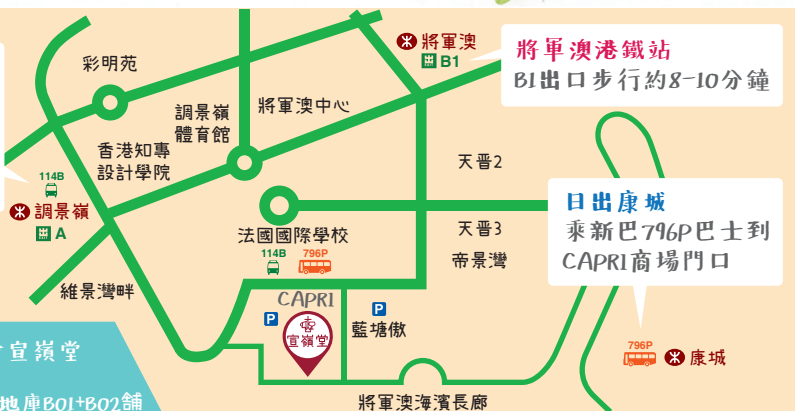 將軍澳
B1
將軍澳港鐵站
B1出口步行約8-10分鐘
彩明苑
調景嶺
體育館
將軍澳中心
香港知專
設計學院
天晉2
114B
調景嶺
A
日出康城
乘新巴796P巴士到
CAPRI商場門口
天晉3
法國國際學校
114B
796P
帝景灣
維景灣畔
CAPRI
P
P
宣嶺堂
藍塘傲
宣嶺堂
796P
康城
地庫B01+B02舖
將軍澳海濱長廊